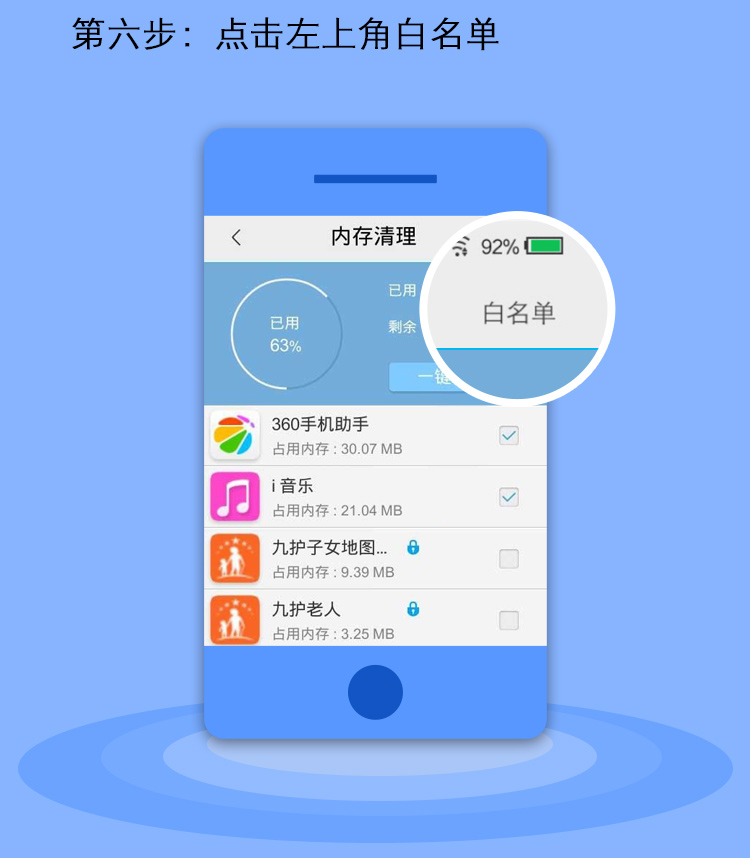 第六步：点击左上角白名单
92%
内存清理
白名单
已用
63%
已用
剩余
一键
360手机助手
占用内存 : 30.07 MB
i 音乐
占用内存 : 21.04 MB
九护子女地图...
占用内存 : 9.39 MB
九护老人
占用内存 : 3.25 MB